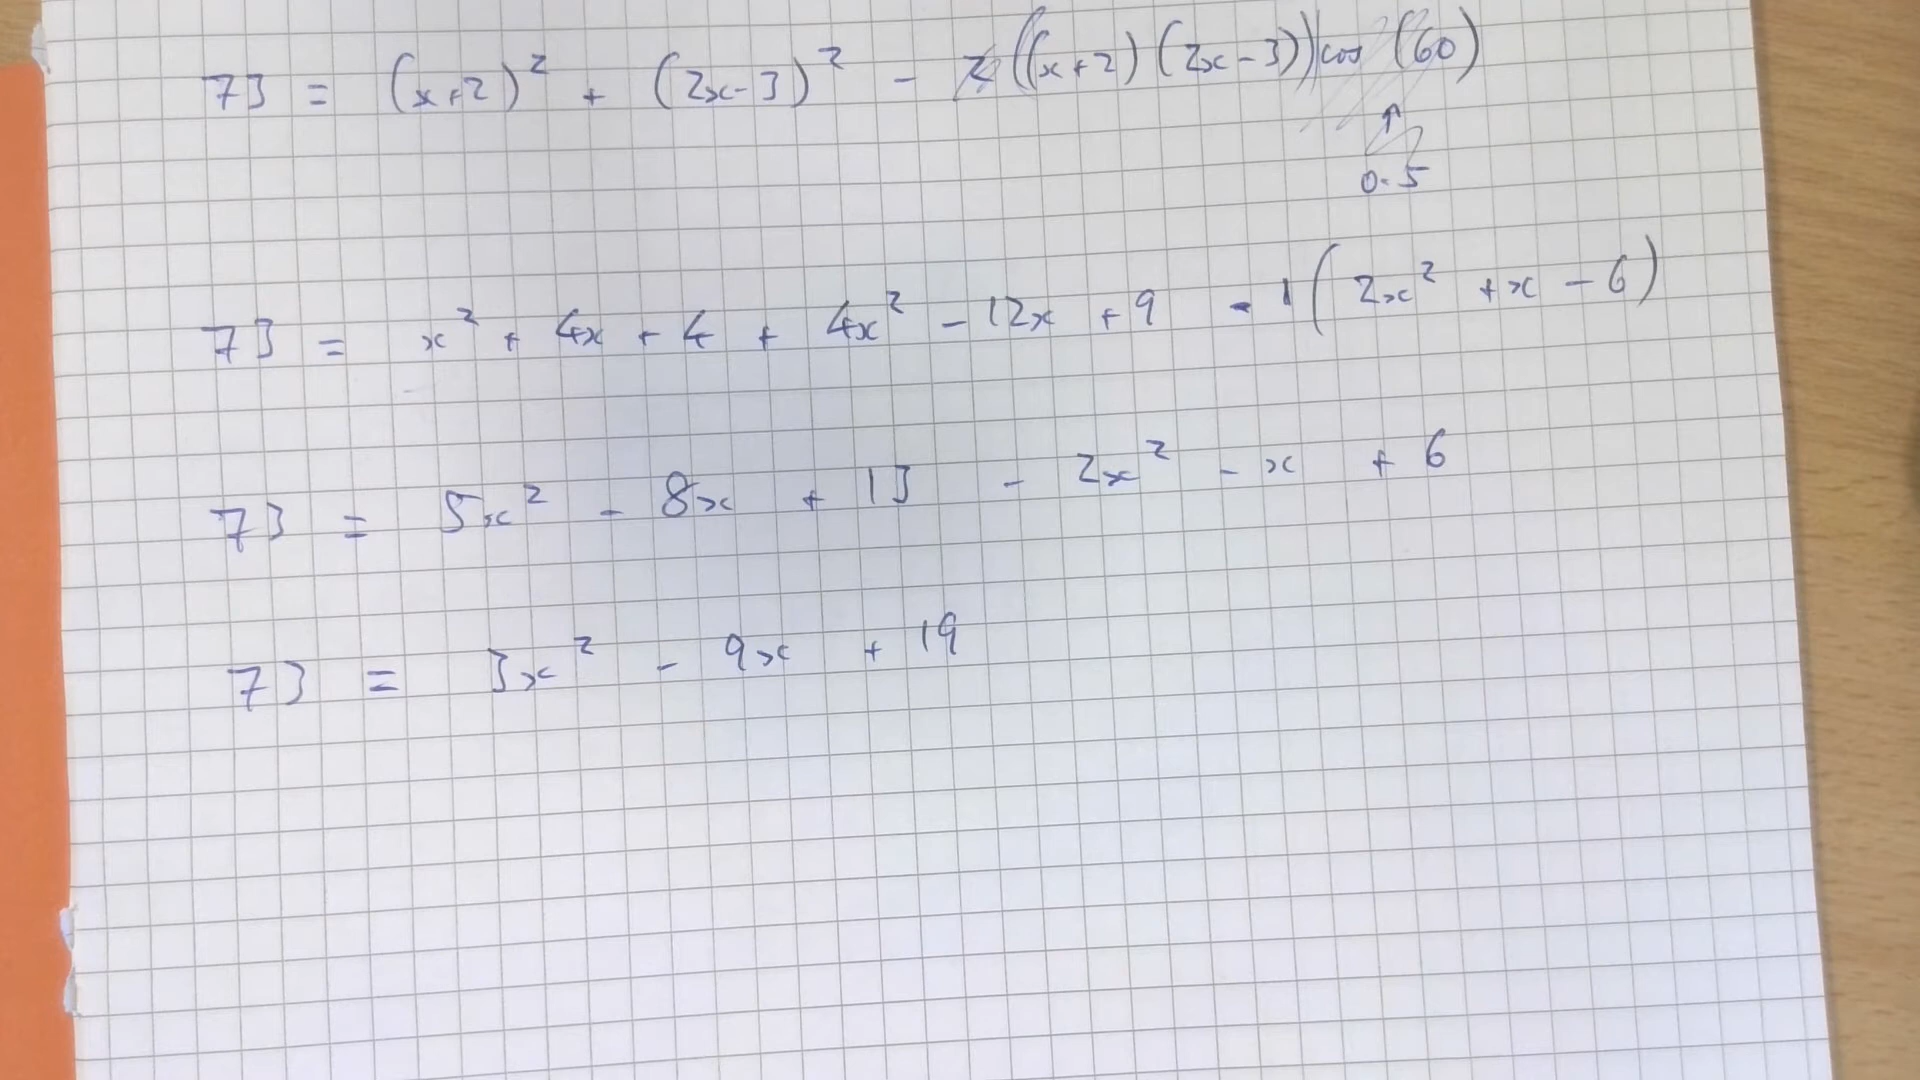 73 = (x+2)² + (2x-3)² - 2((x+2)(2x-3))cos(60)
↑
0.5
73 = x² + 4x + 4 + 4x² - 12x + 9 - 1(2x² + x - 6)
73 = 5x² - 8x + 13 - 2x² - x + 6
73 = 3x² - 9x + 19